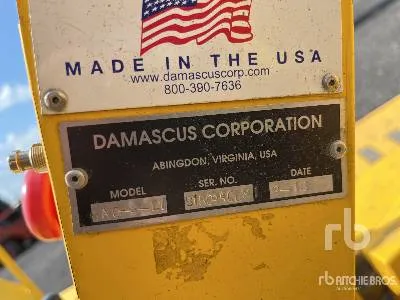 MADE IN THE USA
www.damascuscorp.com
800-390-7636
DAMASCUS CORPORATION
ABINGDON, VIRGINIA, USA
MODEL SER. NO. DATE
rb
rb
RITCHIE BROS.